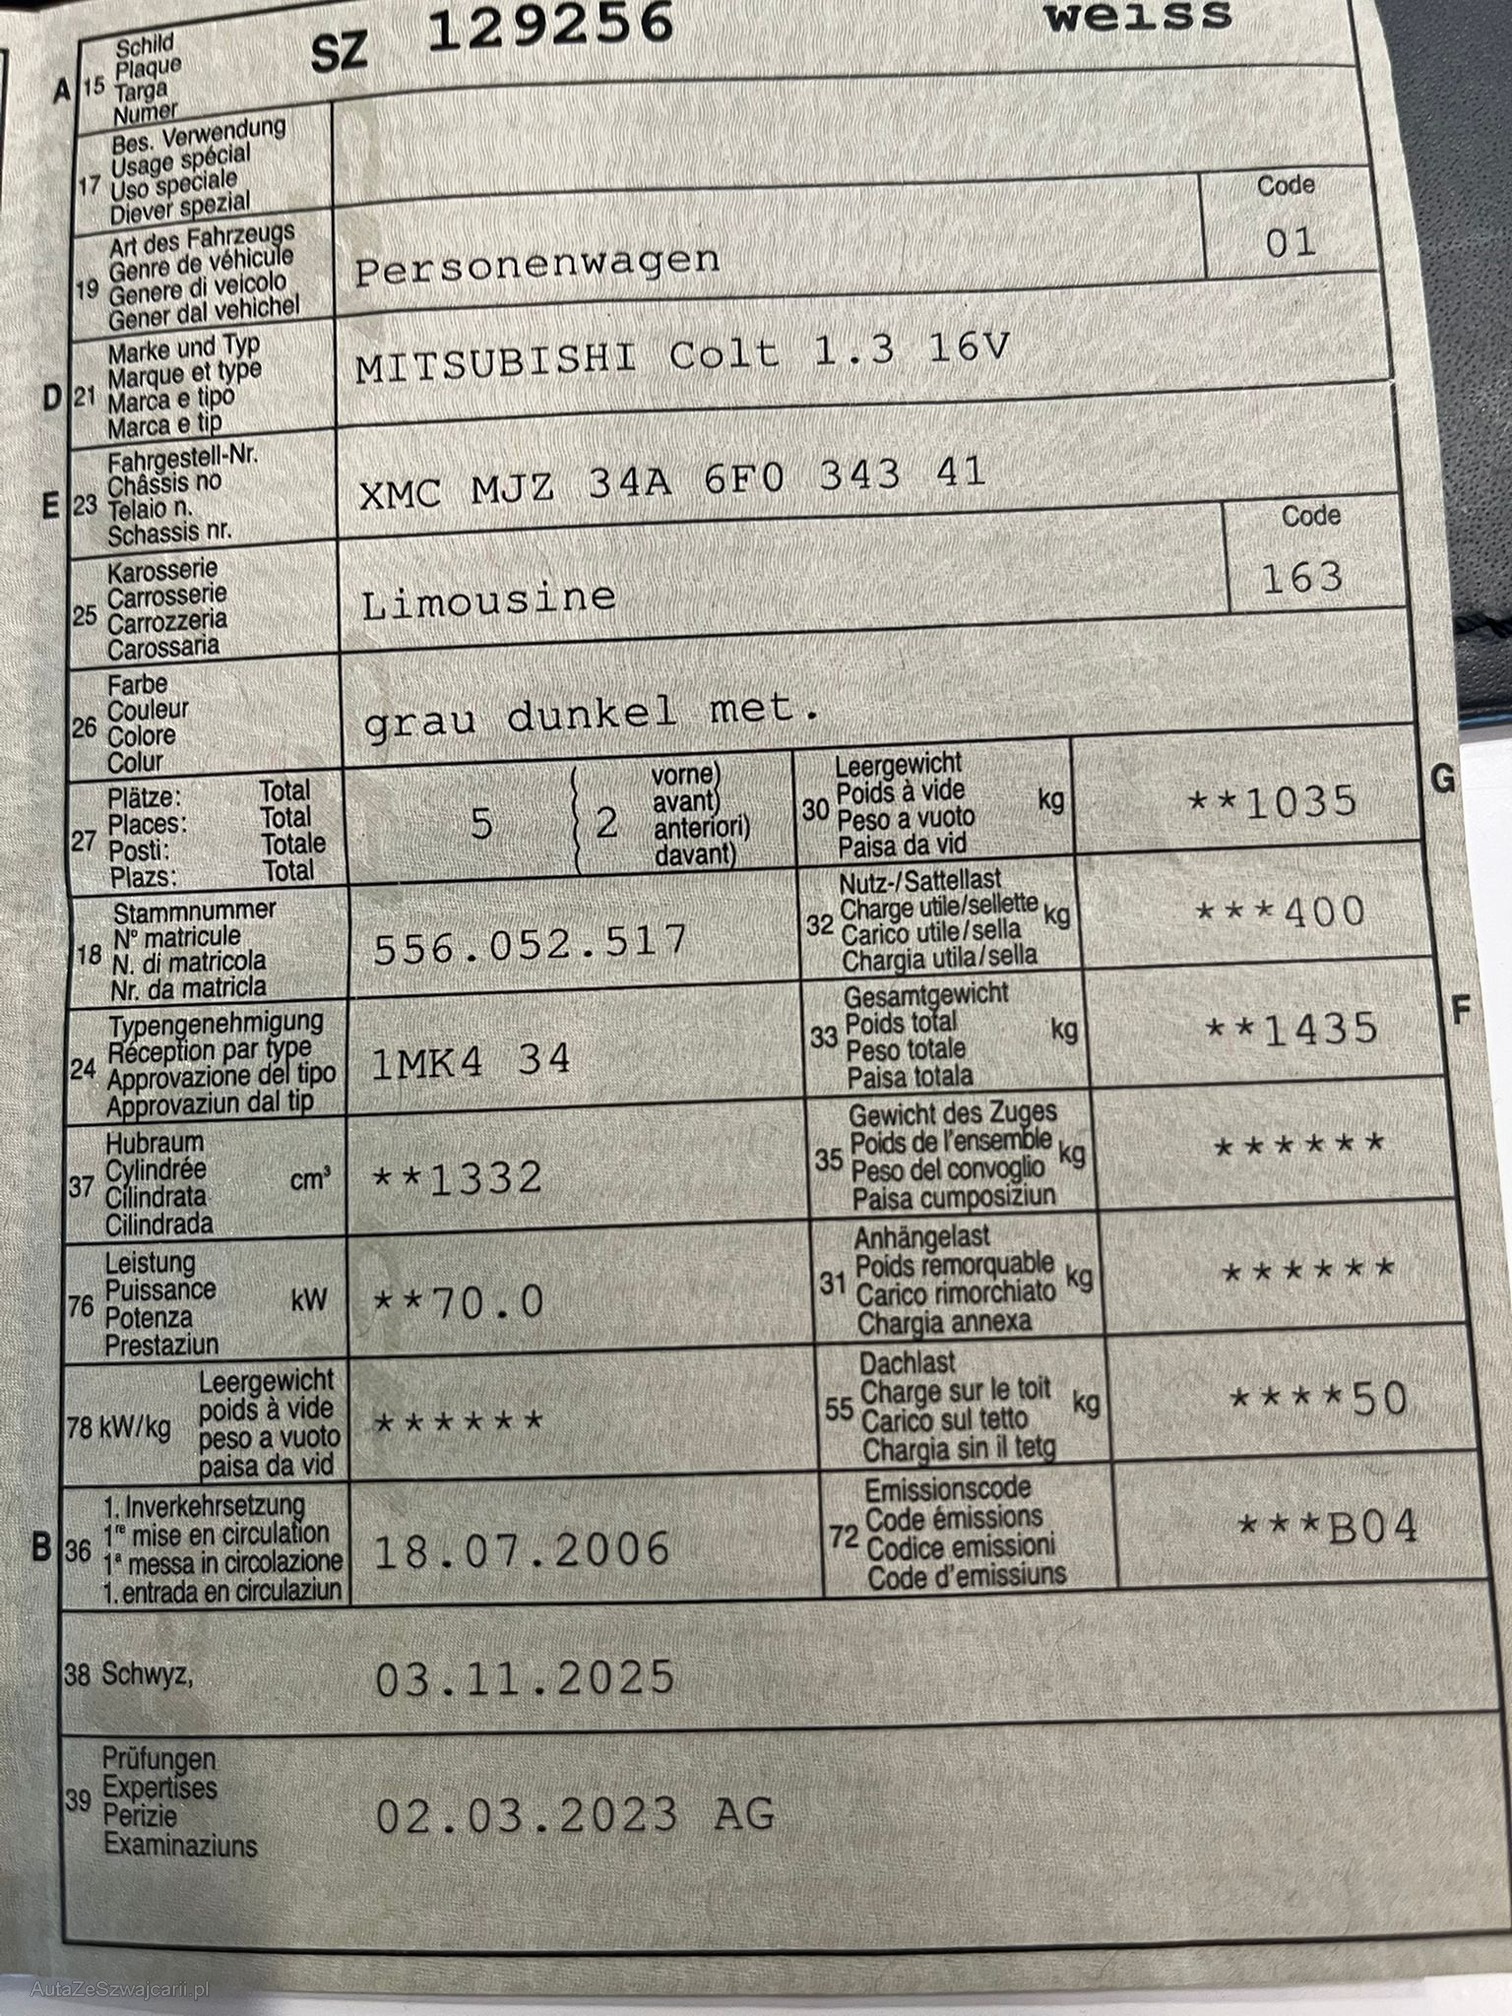 A 15 Schild
Plaque
Targa
Numer
SZ 129256 weiss
17 Bes. Verwendung
Usage spécial
Uso speciale
Diever spezial
19 Art des Fahrzeugs
Genre de véhicule
Genere di veicolo
Gener dal vehichel
Personenwagen
Code
01
D 21 Marke und Typ
Marque et type
Marca e tipo
Marca e tip
MITSUBISHI Colt 1.3 16V
E 23 Fahrgestell-Nr.
Châssis no
Telaio n.
Schassis nr.
XMC MJZ 34A 6F0 343 41
25 Karosserie
Carrosserie
Carrozzeria
Carossaria
Limousine
Code
163
26 Farbe
Couleur
Colore
Colur
grau dunkel met.
27 Plätze: Total
Places: Total
Posti: Totale
Plazs: Total
5 { 2
vorne)
avant)
anteriori)
davant)
30 Leergewicht
Poids à vide
Peso a vuoto
Paisa da vid
kg
**1035
G
18 Stammnummer
N° matricule
N. di matricola
Nr. da matricla
556.052.517
32 Nutz-/Sattellast
Charge utile/sellette
Carico utile/sella
Chargia utila/sella
kg
***400
24 Typengenehmigung
Réception par type
Approvazione del tipo
Approvaziun dal tip
1MK4 34
33 Gesamtgewicht
Poids total
Peso totale
Paisa totala
kg
**1435
F
37 Hubraum
Cylindrée
Cilindrata
Cilindrada
cm³
**1332
35 Gewicht des Zuges
Poids de l'ensemble
Peso del convoglio
Paisa cumposiziun
kg
******
76 Leistung
Puissance
Potenza
Prestaziun
kW
**70.0
31 Anhängelast
Poids remorquable
Carico rimorchiato
Chargia annexa
kg
******
78 kW/kg
Leergewicht
poids à vide
peso a vuoto
paisa da vid
******
55 Dachlast
Charge sur le toit
Carico sul tetto
Chargia sin il tetg
kg
****50
B 36 1. Inverkehrsetzung
1re mise en circulation
1a messa in circolazione
1. entrada en circulaziun
18.07.2006
72 Emissionscode
Code émissions
Codice emissioni
Code d'emissiuns
***B04
38 Schwyz, 03.11.2025
39 Prüfungen
Expertises
Perizie
Examinaziuns
02.03.2023 AG
AutaZeSzwajcarii.pl